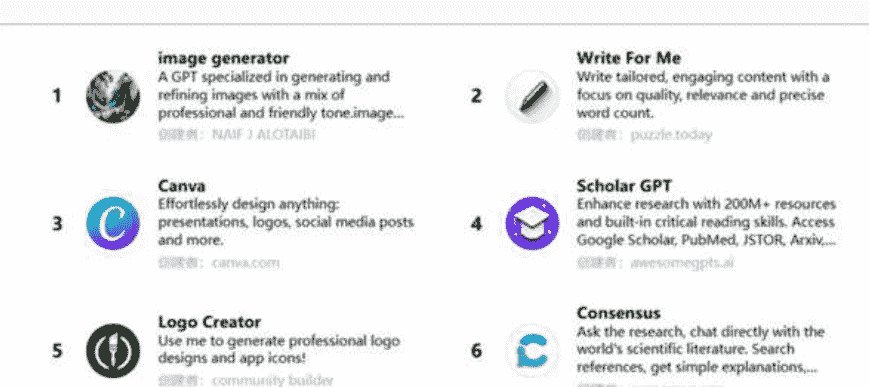 1
image generator
A GPT specialized in generating and
refining images with a mix of
professional and friendly tone.image...
创建者：NAIF J ALOTAIBI
2
Write For Me
Write tailored, engaging content with a
focus on quality, relevance and precise
word count.
创建者：puzzle.today
3
Canva
Effortlessly design anything:
presentations, logos, social media posts
and more.
创建者：canva.com
4
Scholar GPT
Enhance research with 200M+ resources
and built-in critical reading skills. Access
Google Scholar, PubMed, JSTOR, Arxiv,...
创建者：awesomegpts.ai
5
Logo Creator
Use me to generate professional logo
designs and app icons!
创建者：community builder
6
Consensus
Ask the research, chat directly with the
world's scientific literature. Search
references, get simple explanations,...